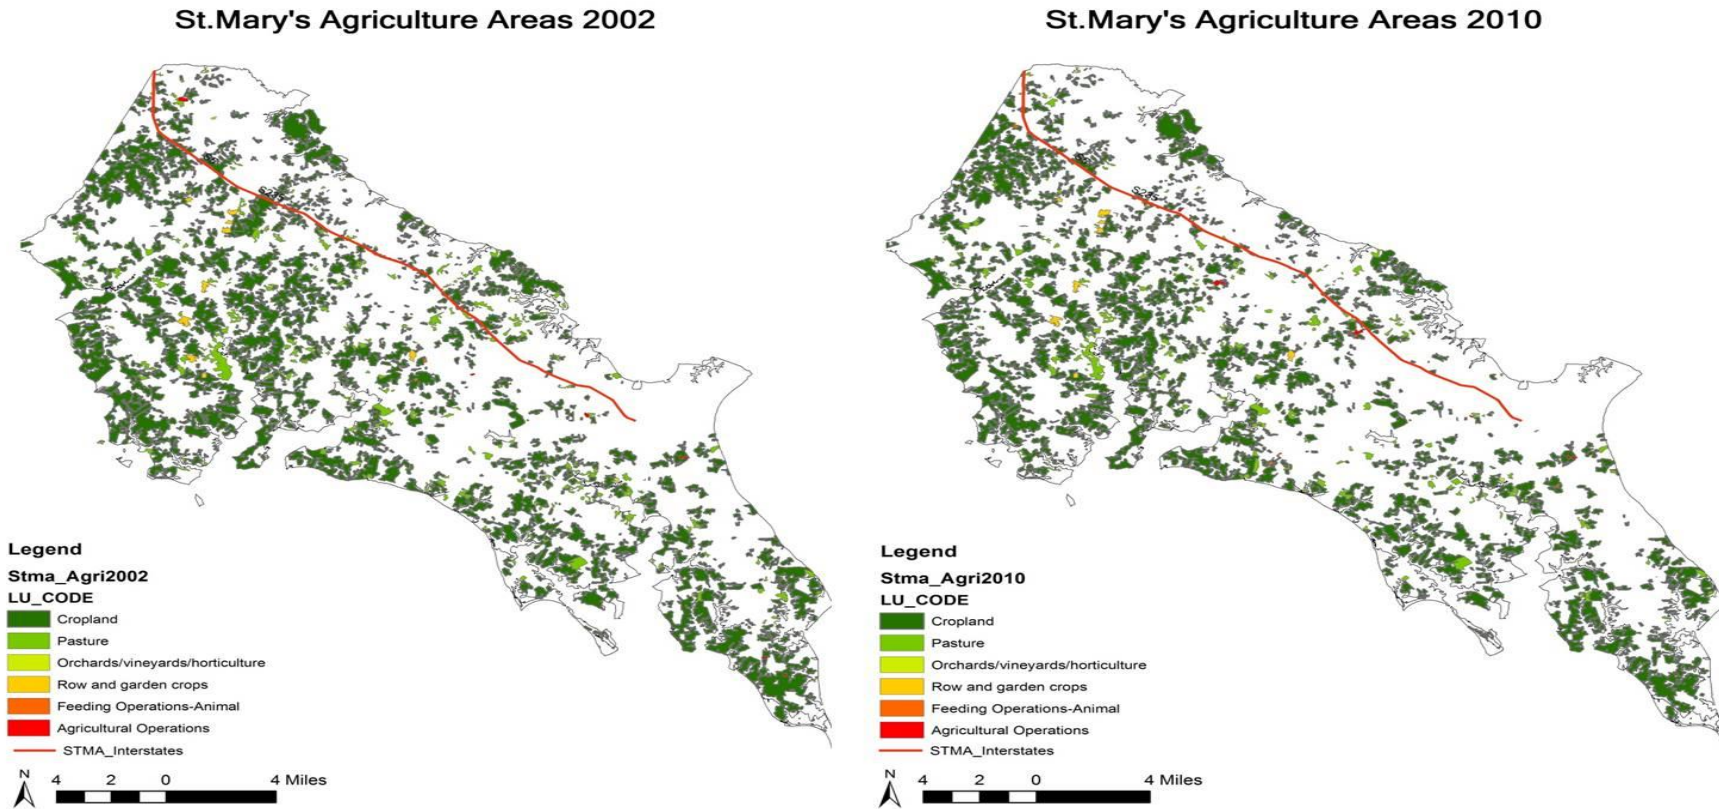 St.Mary's Agriculture Areas 2002
Legend
Stma_Agri2002
LU_CODE
Cropland
Pasture
Orchards/vineyards/horticulture
Row and garden crops
Feeding Operations-Animal
Agricultural Operations
STMA_Interstates
N
4 2 0 4 Miles
St.Mary's Agriculture Areas 2010
S235
Legend
Stma_Agri2010
LU_CODE
Cropland
Pasture
Orchards/vineyards/horticulture
Row and garden crops
Feeding Operations-Animal
Agricultural Operations
STMA_Interstates
N
4 2 0 4 Miles